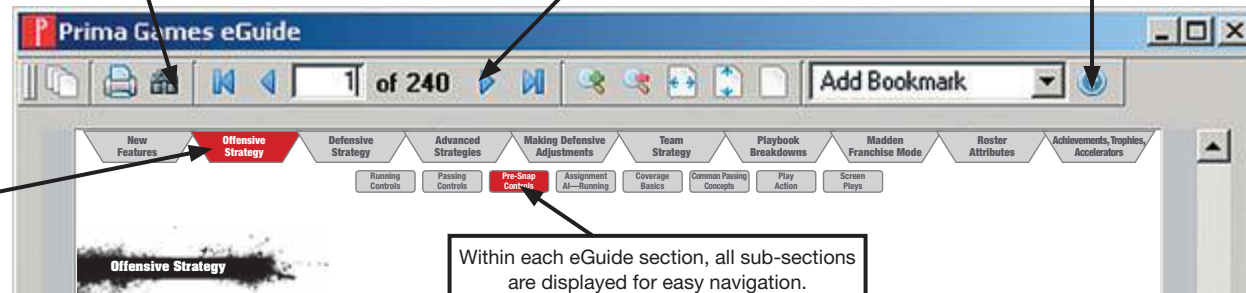 Prima Games eGuide
1 of 240 Add Bookmark
New Features
Offensive Strategy
Defensive Strategy
Advanced Strategies
Making Defensive Adjustments
Team Strategy
Playbook Breakdowns
Madden Franchise Mode
Roster Attributes
Achievements, Trophies, Accelerators
Running Controls
Passing Controls
Pre-Snap Controls
Assignment AI—Running
Coverage Basics
Common Passing Concepts
Play Action
Screen Plays
Offensive Strategy
Within each eGuide section, all sub-sections
are displayed for easy navigation.